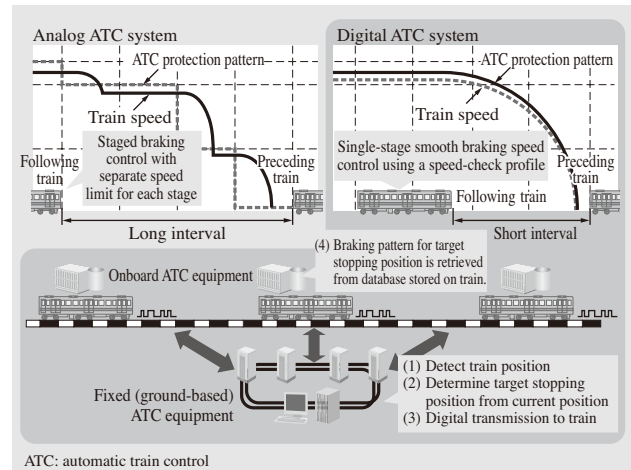 Analog ATC system
ATC protection pattern
Train speed
Staged braking
control with
separate speed
limit for each stage
Following
train
Preceding
train
Long interval
Digital ATC system
ATC protection pattern
Train speed
Single-stage smooth braking speed
control using a speed-check profile
Preceding
train
Following train
Short interval
(4) Braking pattern for target
stopping position is retrieved
from database stored on train.
Onboard ATC equipment
Fixed (ground-based)
ATC equipment
(1) Detect train position
(2) Determine target stopping
position from current position
(3) Digital transmission to train
ATC: automatic train control